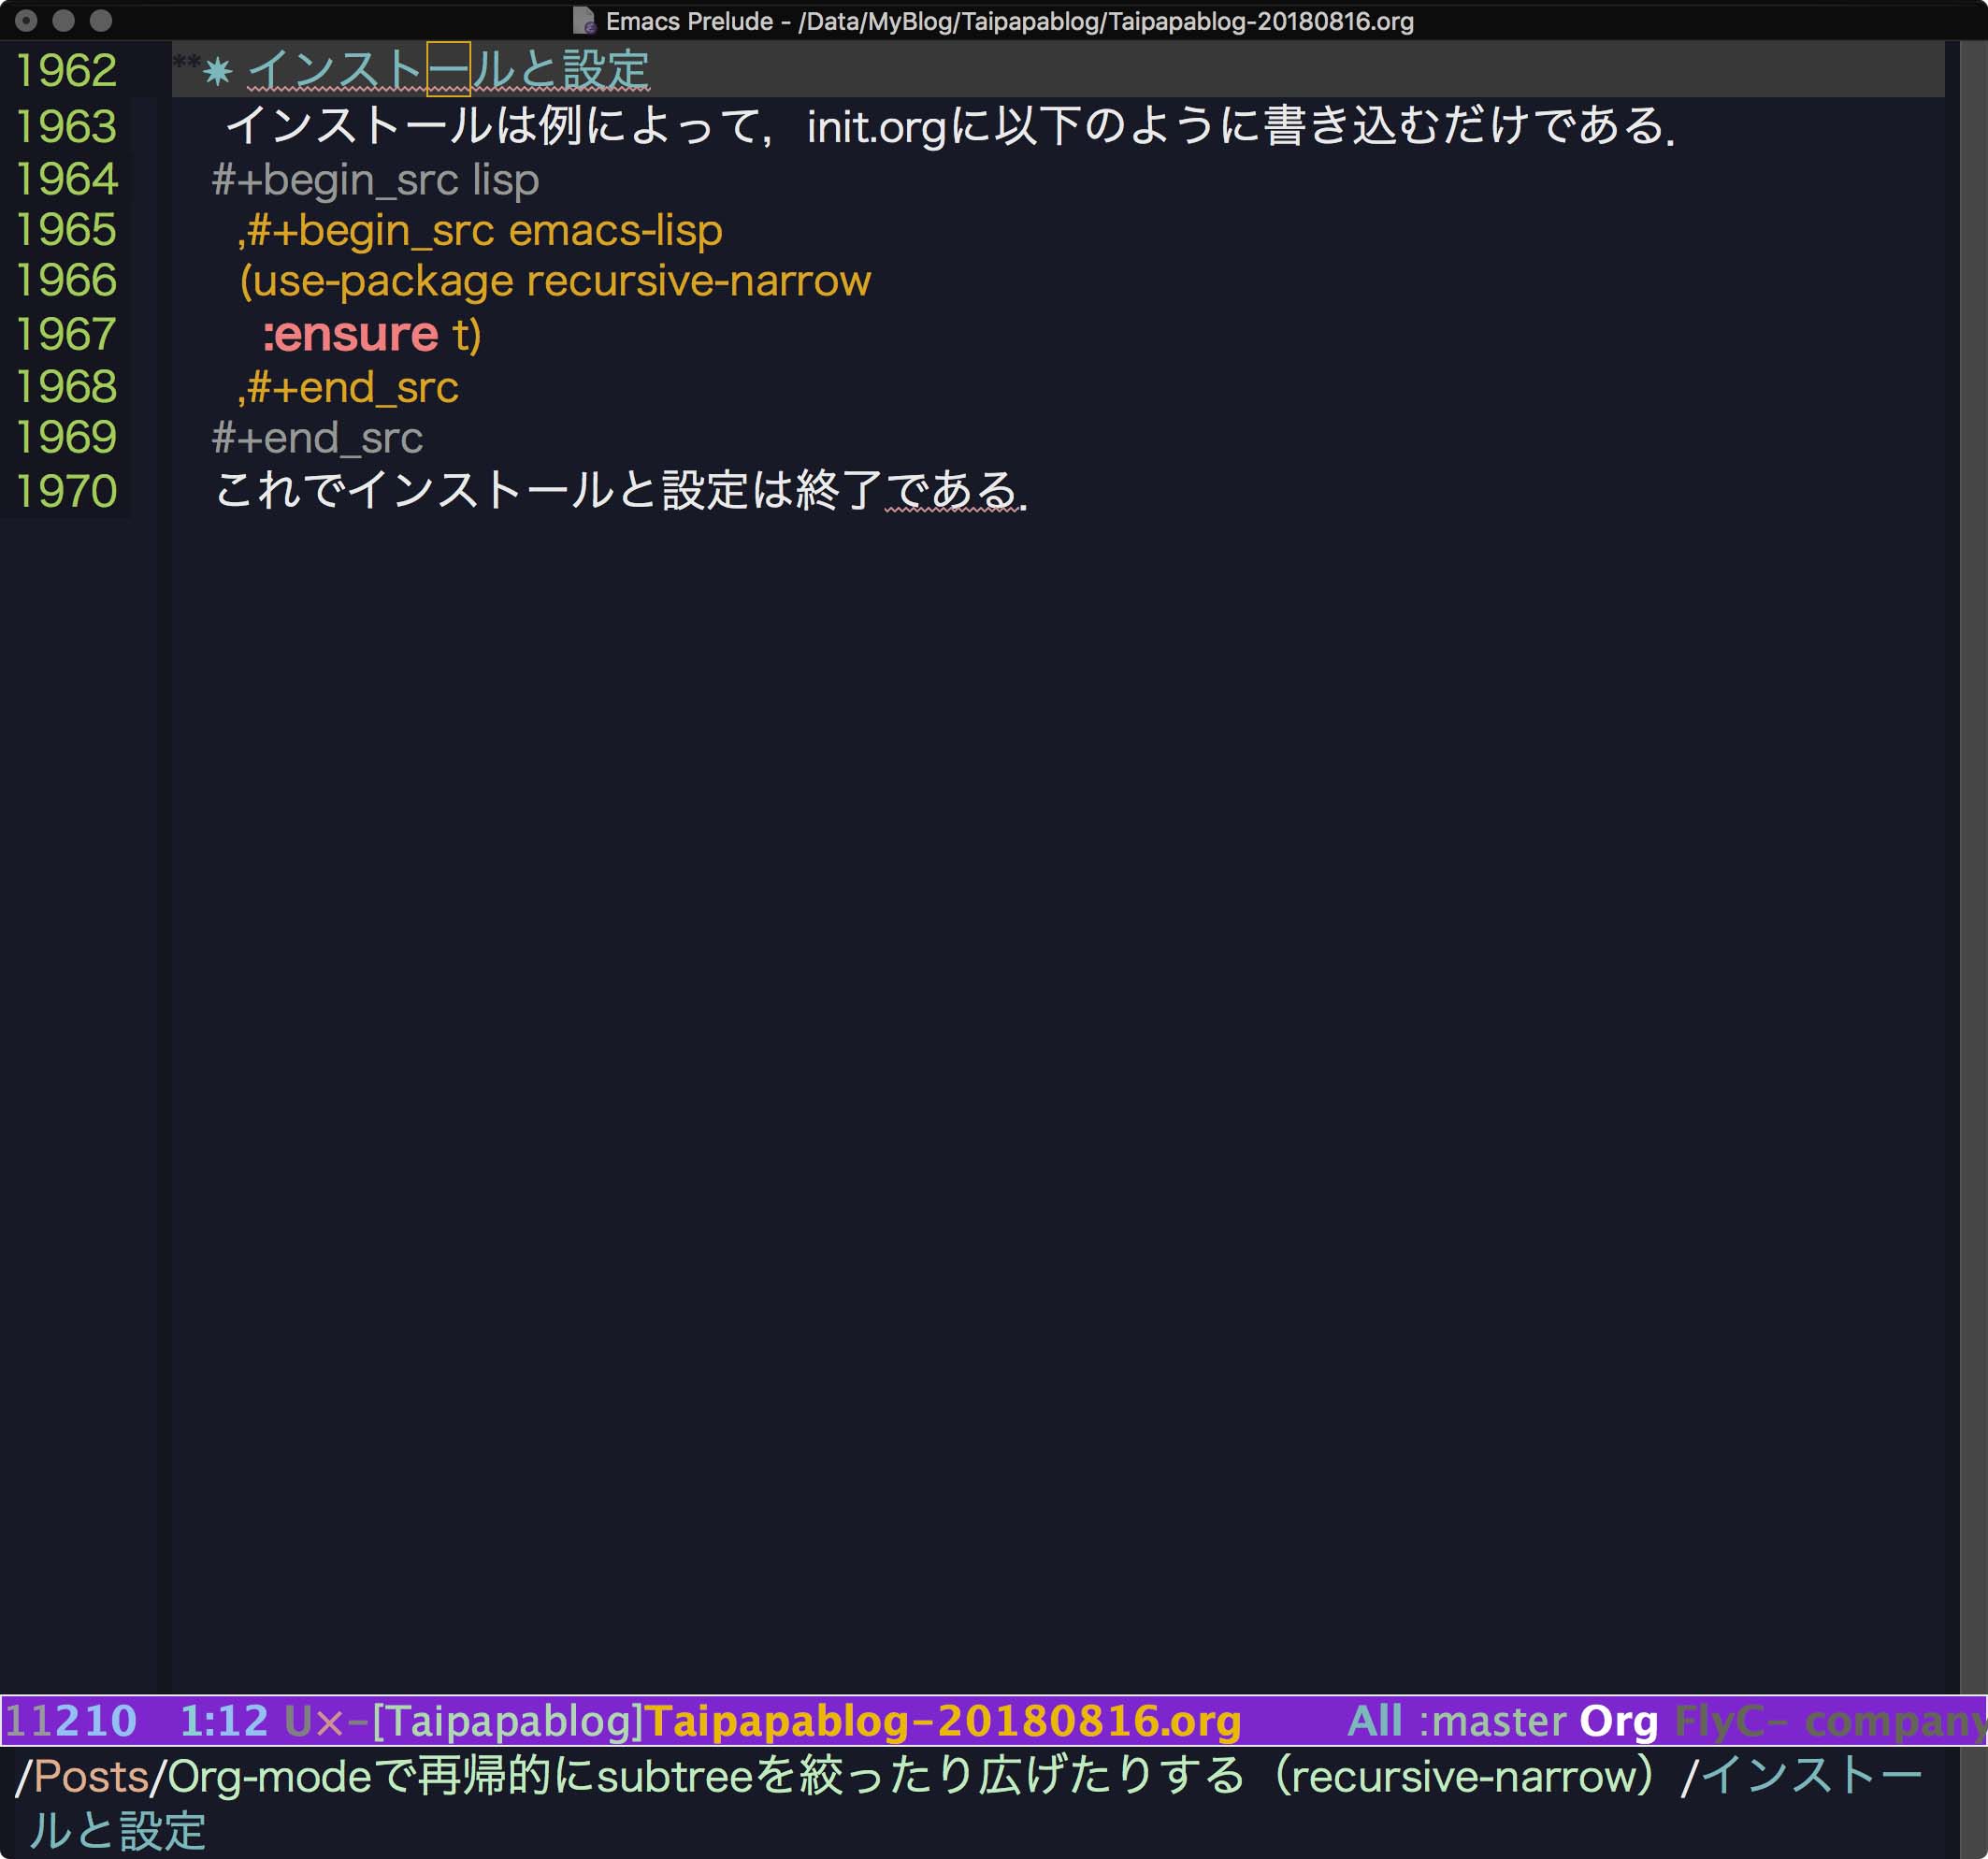 Emacs Prelude - /Data/MyBlog/Taipapablog/Taipapablog-20180816.org
1962 **✷ インストールと設定
1963 インストールは例によって，init.orgに以下のように書き込むだけである．
1964 #+begin_src lisp
1965 ,#+begin_src emacs-lisp
1966 (use-package recursive-narrow
1967 :ensure t)
1968 ,#+end_src
1969 #+end_src
1970 これでインストールと設定は終了である．
11210 1:12 U×-[Taipapablog]Taipapablog-20180816.org All :master Org FlyC- company
/Posts/Org-modeで再帰的にsubtreeを絞ったり広げたりする（recursive-narrow）/インストー
ルと設定